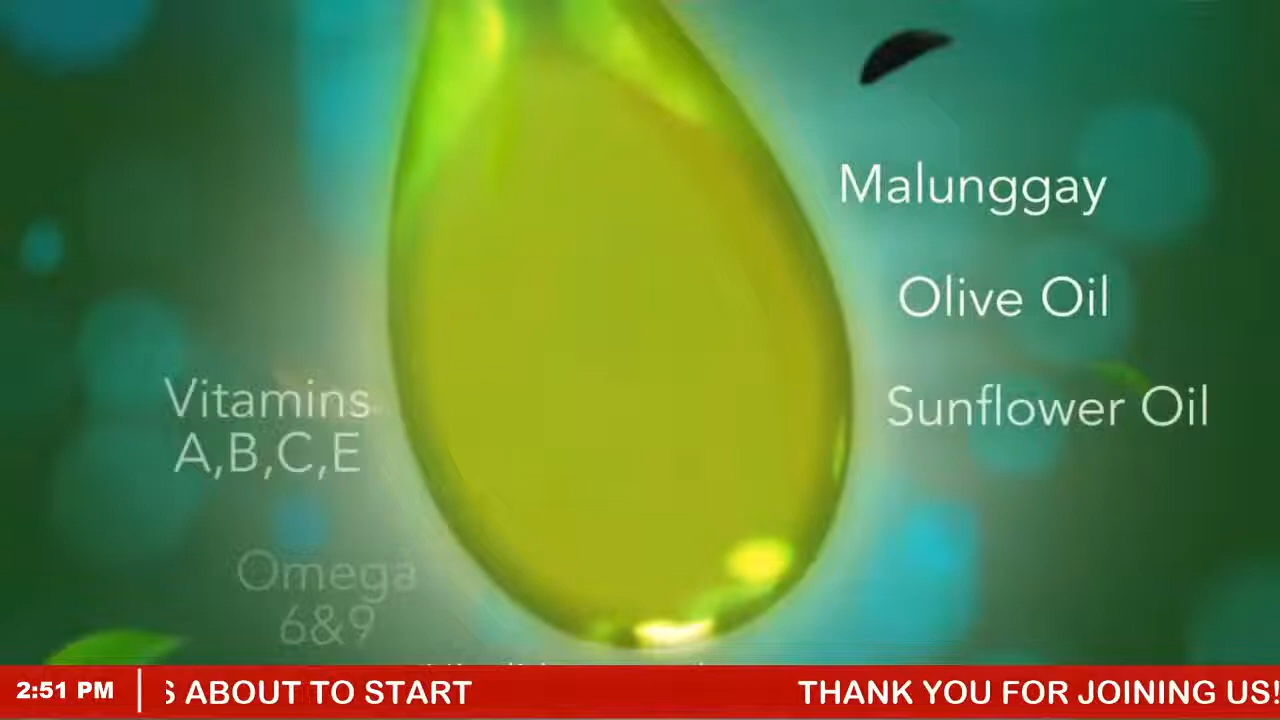 Malunggay
Olive Oil
Sunflower Oil
Vitamins
A,B,C,E
Omega
6&9
2:51 PM
S ABOUT TO START
THANK YOU FOR JOINING US!